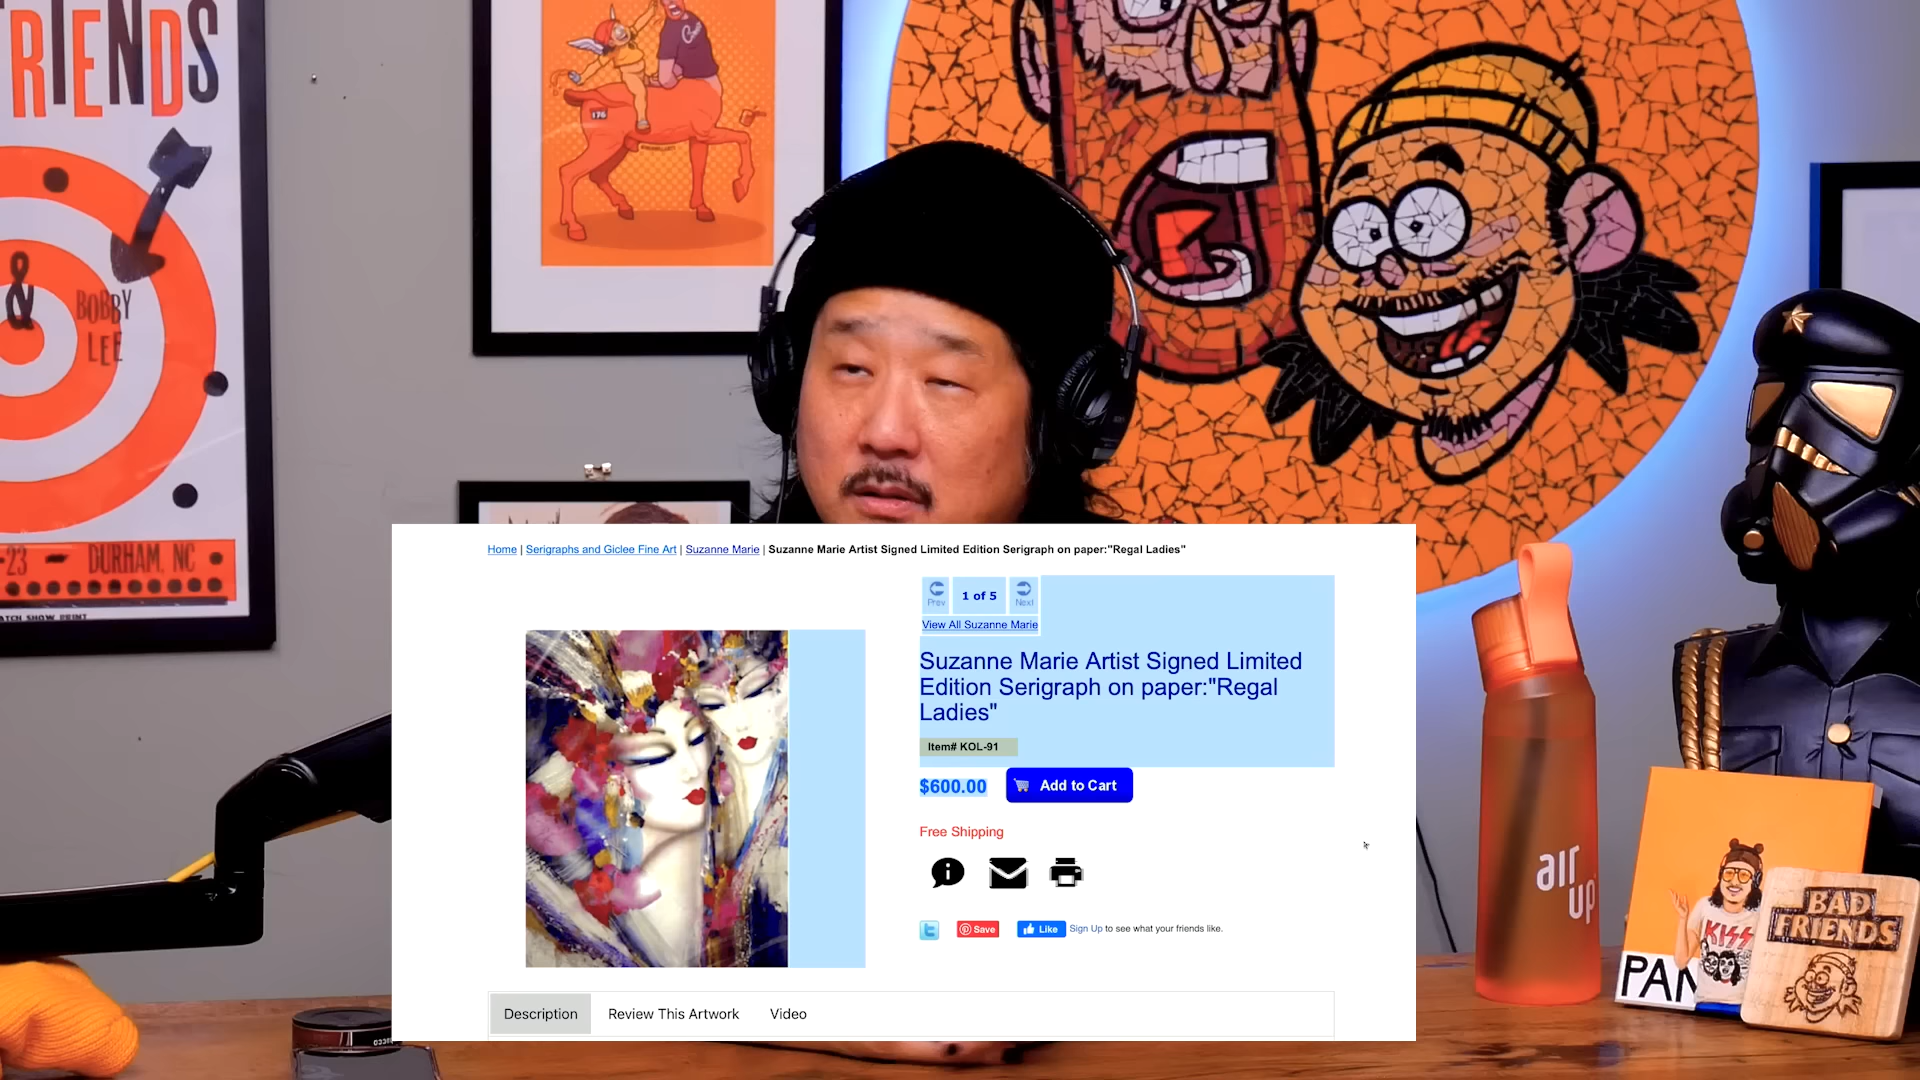 RIENDS
&
BOBBY
LEE
-23 - DURHAM, NC
176
Home | Serigraphs and Giclee Fine Art | Suzanne Marie | Suzanne Marie Artist Signed Limited Edition Serigraph on paper:"Regal Ladies"
Prev
1 of 5
Next
View All Suzanne Marie
Suzanne Marie Artist Signed Limited
Edition Serigraph on paper:"Regal
Ladies"
Item# KOL-91
$600.00
Add to Cart
Free Shipping
Save
Like
Sign Up to see what your friends like.
Description
Review This Artwork
Video
air
up
KISS
PAN
BAD
FRIENDS